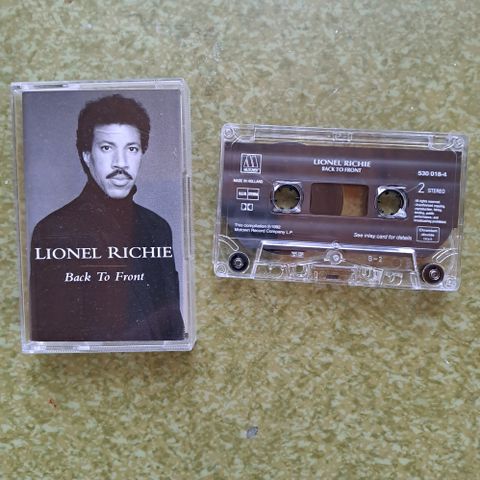 LIONEL RICHIE
Back To Front
LIONEL RICHIE
BACK TO FRONT
530 018-4
MADE IN HOLLAND
2 STEREO
This compilation ℗ 1992
Motown Record Company L.P.
See inlay card for details